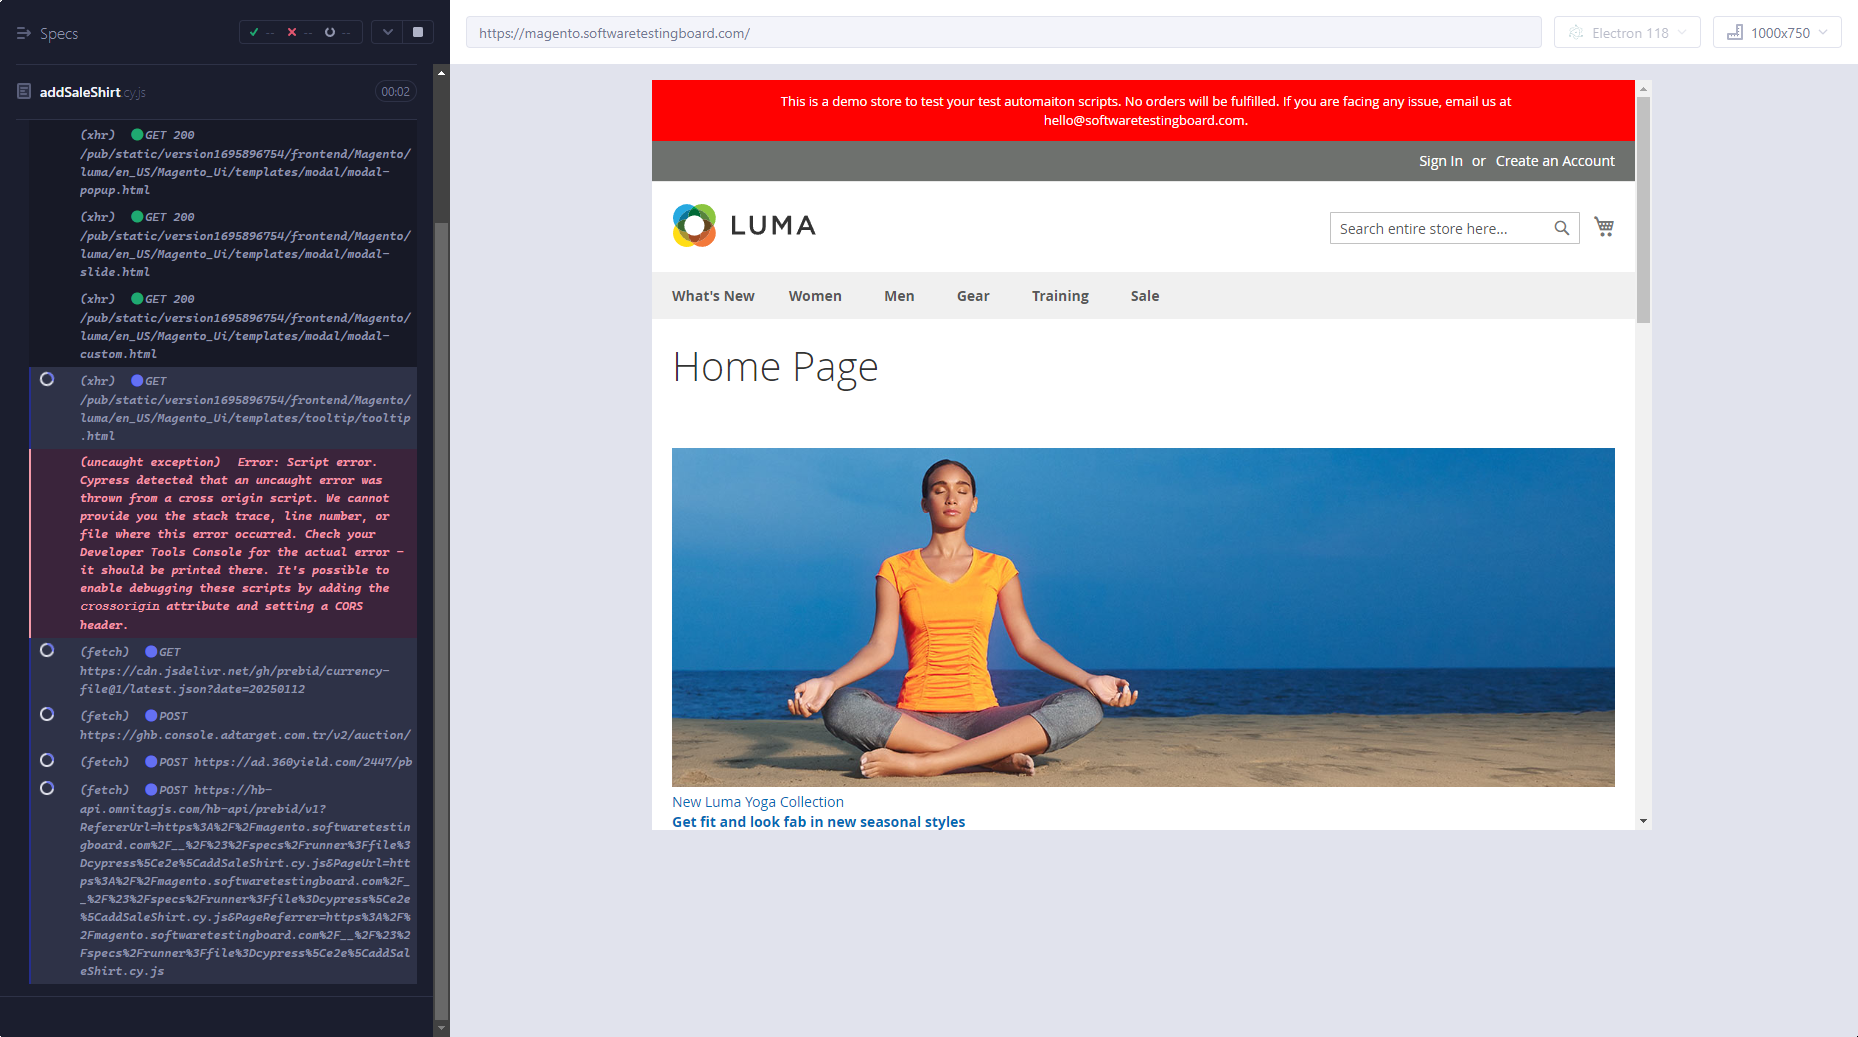 Specs
-- -- --
addSaleShirt cy.js
00:02
(xhr) GET 200
/pub/static/version1695896754/frontend/Magento/
luma/en_US/Magento_Ui/templates/modal/modal-
popup.html
(xhr) GET 200
/pub/static/version1695896754/frontend/Magento/
luma/en_US/Magento_Ui/templates/modal/modal-
slide.html
(xhr) GET 200
/pub/static/version1695896754/frontend/Magento/
luma/en_US/Magento_Ui/templates/modal/modal-
custom.html
(xhr) GET
/pub/static/version1695896754/frontend/Magento/
luma/en_US/Magento_Ui/templates/tooltip/tooltip
.html
(uncaught exception) Error: Script error.
Cypress detected that an uncaught error was
thrown from a cross origin script. We cannot
provide you the stack trace, line number, or
file where this error occurred. Check your
Developer Tools Console for the actual error -
it should be printed there. It's possible to
enable debugging these scripts by adding the
crossorigin attribute and setting a CORS
header.
(fetch) GET
https://cdn.jsdelivr.net/gh/prebid/currency-
file@1/latest.json?date=20250112
(fetch) POST
https://ghb.console.adtarget.com.tr/v2/auction/
(fetch) POST https://ad.360yield.com/2447/pb
(fetch) POST https://hb-
api.omnitagjs.com/hb-api/prebid/v1?
RefererUrl=https%3A%2F%2Fmagento.softwaretestin
gboard.com%2F__%2F%23%2Fspecs%2Frunner%3Ffile%3
Dcypress%5Ce2e%5CaddSaleShirt.cy.js&PageUrl=htt
ps%3A%2F%2Fmagento.softwaretestingboard.com%2F_
_%2F%23%2Fspecs%2Frunner%3Ffile%3Dcypress%5Ce2e
%5CaddSaleShirt.cy.js&PageReferrer=https%3A%2F%
2Fmagento.softwaretestingboard.com%2F__%2F%23%2
Fspecs%2Frunner%3Ffile%3Dcypress%5Ce2e%5CaddSal
eShirt.cy.js
https://magento.softwaretestingboard.com/
Electron 118
1000x750
This is a demo store to test your test automaiton scripts. No orders will be fulfilled. If you are facing any issue, email us at
hello@softwaretestingboard.com.
Sign In or Create an Account
LUMA
Search entire store here...
What's New Women Men Gear Training Sale
Home Page
New Luma Yoga Collection
Get fit and look fab in new seasonal styles